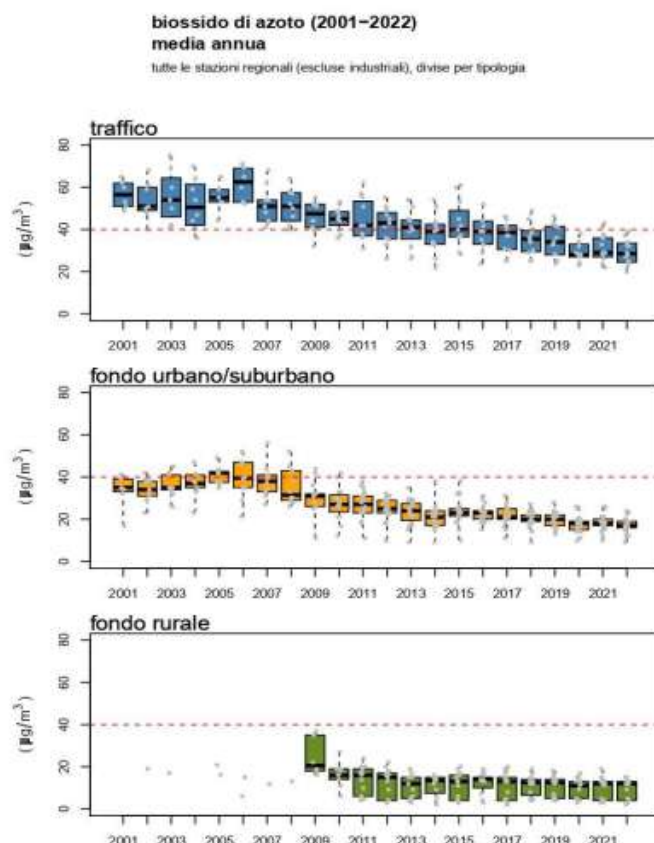 biossido di azoto (2001−2022)
media annua
tutte le stazioni regionali (escluse industriali), divise per tipologia
traffico
80
60
40
20
0
(µg/m³)
2001 2003 2005 2007 2009 2011 2013 2015 2017 2019 2021
fondo urbano/suburbano
80
60
40
20
0
(µg/m³)
2001 2003 2005 2007 2009 2011 2013 2015 2017 2019 2021
fondo rurale
80
60
40
20
0
(µg/m³)
2001 2003 2005 2007 2009 2011 2013 2015 2017 2019 2021